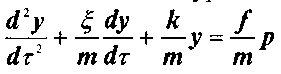 d²y/dτ² + ξ/m dy/dτ + k/m y = f/m p